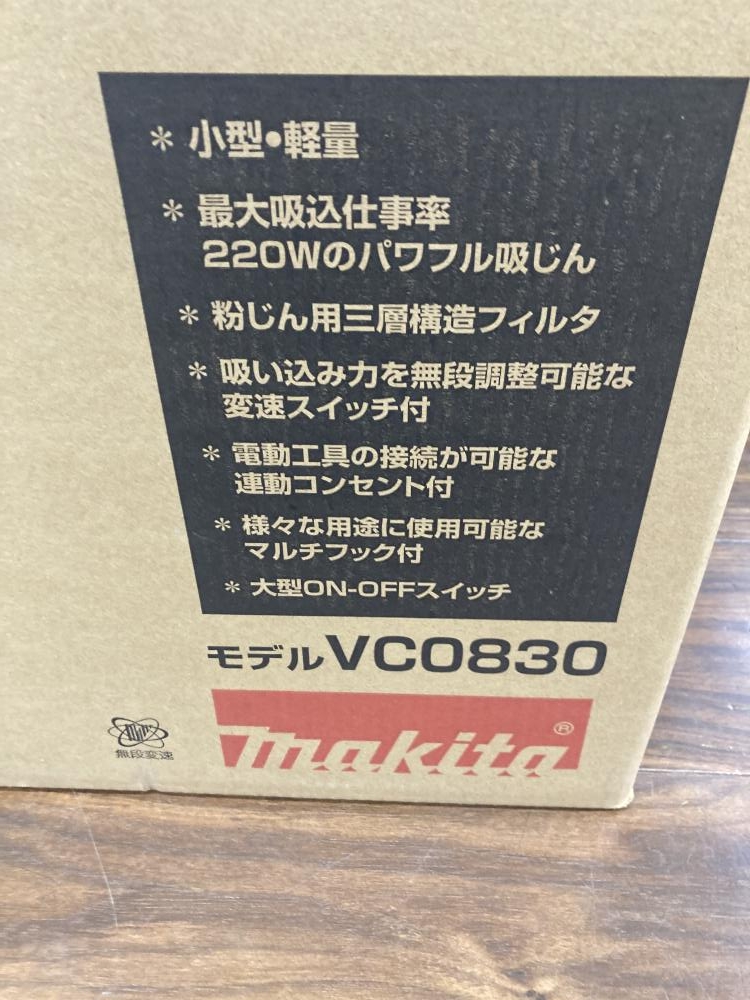 * 小型・軽量
* 最大吸込仕事率
220Wのパワフル吸じん
* 粉じん用三層構造フィルタ
* 吸い込み力を無段調整可能な
変速スイッチ付
* 電動工具の接続が可能な
連動コンセント付
* 様々な用途に使用可能な
マルチフック付
* 大型ON-OFFスイッチ
モデルVC0830
makita®
無段変速